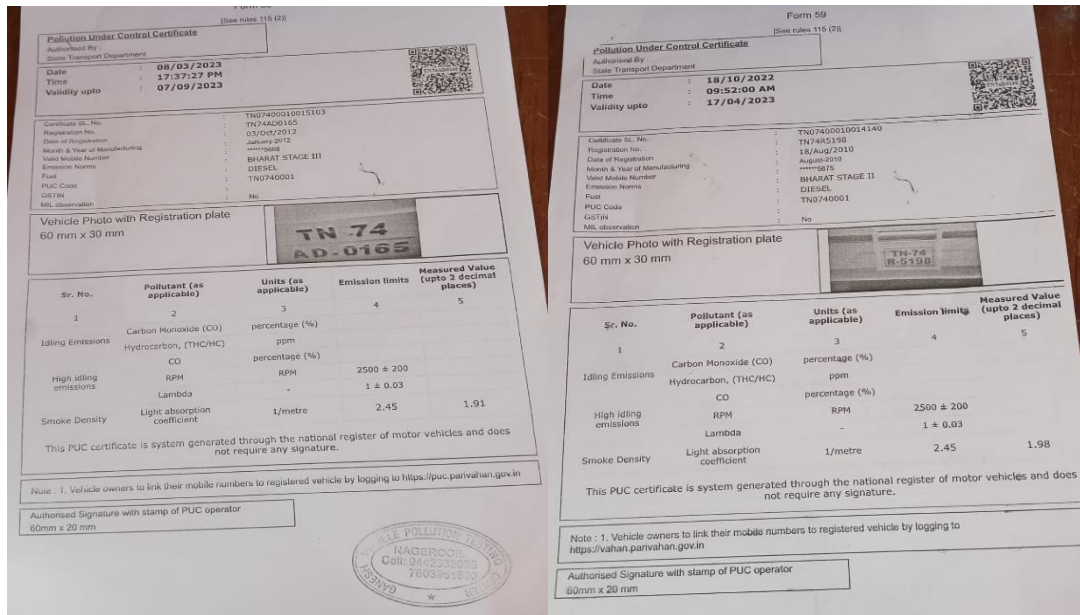 [See rules 115 (2)]
Pollution Under Control Certificate
Authorised By :
State Transport Department
Date : 08/03/2023
Time : 17:37:27 PM
Validity upto : 07/09/2023
Certificate SL. No. : TN07400010015103
Registration No. : TN74AD0165
Date of Registration : 03/Oct/2012
Month & Year of Manufacturing : January-2012
Valid Mobile Number : ******5688
Emission Norms : BHARAT STAGE III
Fuel : DIESEL
PUC Code : TN0740001
GSTIN :
MIL observation : No
Vehicle Photo with Registration plate
60 mm x 30 mm
TN 74
AD-0165
Sr. No. Pollutant (as applicable) Units (as applicable) Emission limits Measured Value (upto 2 decimal places)
1 2 3 4 5
Idling Emissions Carbon Monoxide (CO) percentage (%)
Hydrocarbon, (THC/HC) ppm
High idling emissions CO percentage (%)
RPM RPM 2500 ± 200
Lambda - 1 ± 0.03
Smoke Density Light absorption coefficient 1/metre 2.45 1.91
This PUC certificate is system generated through the national register of motor vehicles and does
not require any signature.
Note : 1. Vehicle owners to link their mobile numbers to registered vehicle by logging to https://puc.parivahan.gov.in
Authorised Signature with stamp of PUC operator
60mm x 20 mm
GANESH VEHICLE POLLUTION TESTING CENTER
NAGERCOIL
Form 59
[See rules 115 (2)]
Pollution Under Control Certificate
Authorised By :
State Transport Department
Date : 18/10/2022
Time : 09:52:00 AM
Validity upto : 17/04/2023
Certificate SL. No. : TN07400010014140
Registration No. : TN74R5198
Date of Registration : 18/Aug/2010
Month & Year of Manufacturing : August-2010
Valid Mobile Number : ******5675
Emission Norms : BHARAT STAGE II
Fuel : DIESEL
PUC Code : TN0740001
GSTIN :
MIL observation : No
Vehicle Photo with Registration plate
60 mm x 30 mm
TN-74
R-5198
Sr. No. Pollutant (as applicable) Units (as applicable) Emission limits Measured Value (upto 2 decimal places)
1 2 3 4 5
Idling Emissions Carbon Monoxide (CO) percentage (%)
Hydrocarbon, (THC/HC) ppm
High idling emissions CO percentage (%)
RPM RPM 2500 ± 200
Lambda - 1 ± 0.03
Smoke Density Light absorption coefficient 1/metre 2.45 1.98
This PUC certificate is system generated through the national register of motor vehicles and does
not require any signature.
Note : 1. Vehicle owners to link their mobile numbers to registered vehicle by logging to
https://vahan.parivahan.gov.in
Authorised Signature with stamp of PUC operator
60mm x 20 mm